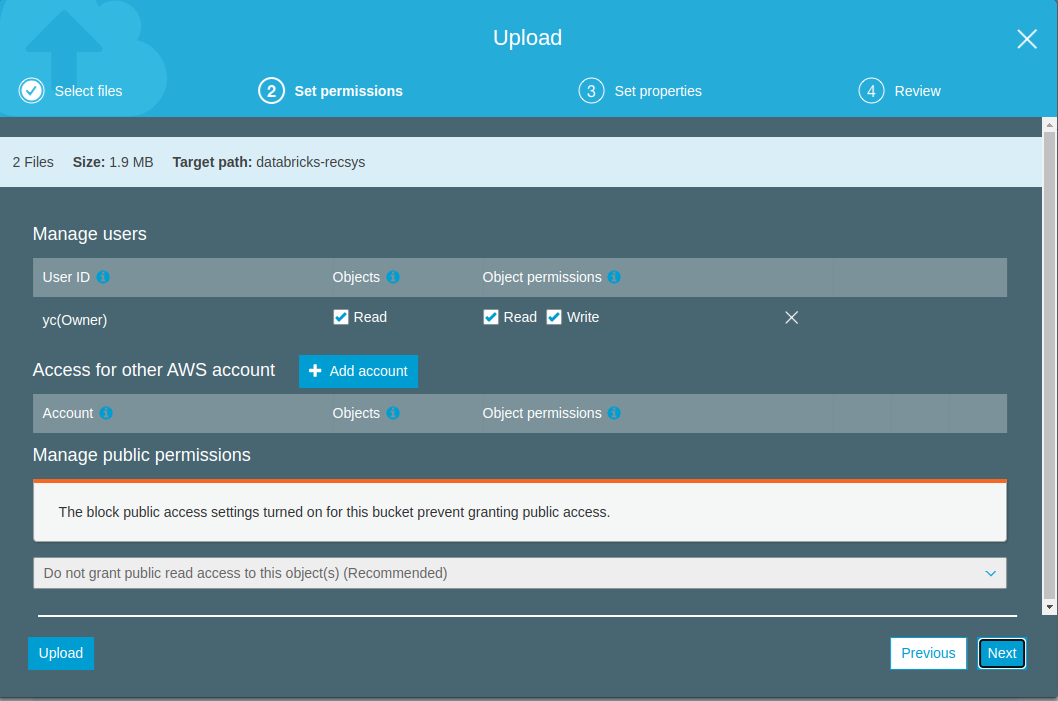 Upload
Select files
2 Set permissions
3 Set properties
4 Review
2 Files Size: 1.9 MB Target path: databricks-recsys
Manage users
User ID Objects Object permissions
yc(Owner) Read Read Write
Access for other AWS account Add account
Account Objects Object permissions
Manage public permissions
The block public access settings turned on for this bucket prevent granting public access.
Do not grant public read access to this object(s) (Recommended)
Upload Previous Next